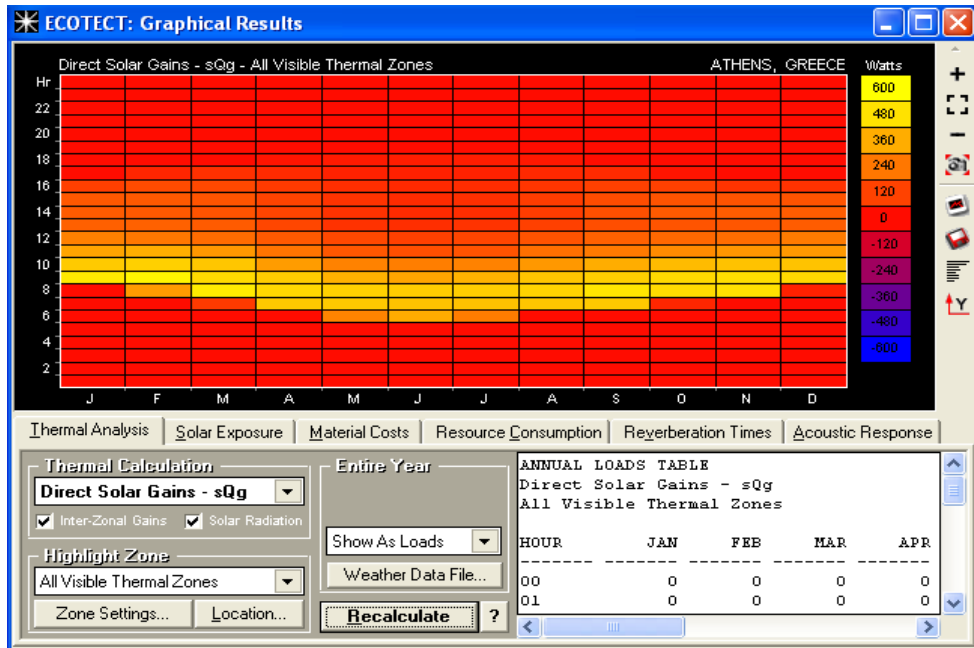 ECOTECT: Graphical Results
Direct Solar Gains - sQg - All Visible Thermal Zones
ATHENS, GREECE
Watts
Hr
22
20
18
16
14
12
10
8
6
4
2
J F M A M J J A S O N D
600
480
360
240
120
0
-120
-240
-360
-480
-600
Y
Thermal Analysis
Solar Exposure
Material Costs
Resource Consumption
Reverberation Times
Acoustic Response
Thermal Calculation
Direct Solar Gains - sQg
Inter-Zonal Gains
Solar Radiation
Highlight Zone
All Visible Thermal Zones
Zone Settings...
Location...
Entire Year
Show As Loads
Weather Data File...
Recalculate
?
ANNUAL LOADS TABLE
Direct Solar Gains - sQg
All Visible Thermal Zones
HOUR JAN FEB MAR APR
------- ------- ------- ------- -------
00 0 0 0 0
01 0 0 0 0